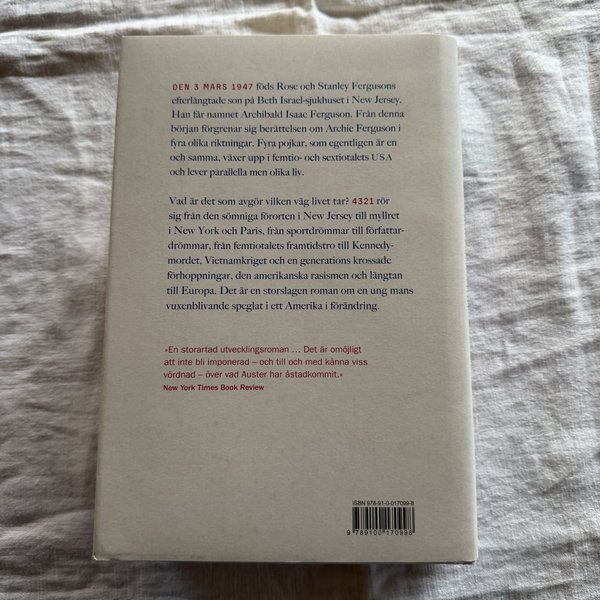 DEN 3 MARS 1947 föds Rose och Stanley Fergusons
efterlängtade son på Beth Israel-sjukhuset i New Jersey.
Han får namnet Archibald Isaac Ferguson. Från denna
början förgrenar sig berättelsen om Archie Ferguson i
fyra olika riktningar. Fyra pojkar, som egentligen är en
och samma, växer upp i femtio- och sextiotalets USA
och lever parallella men olika liv.
Vad är det som avgör vilken väg livet tar? 4321 rör
sig från den sömniga förorten i New Jersey till myllret
i New York och Paris, från sportdrömmar till författar-
drömmar, från femtiotalets framtidstro till Kennedy-
mordet, Vietnamkriget och en generations krossade
förhoppningar, den amerikanska rasismen och längtan
till Europa. Det är en storslagen roman om en ung mans
vuxenblivande speglat i ett Amerika i förändring.
»En storartad utvecklingsroman … Det är omöjligt
att inte bli imponerad – och till och med känna viss
vördnad – över vad Auster har åstadkommit.«
New York Times Book Review
ISBN 978-91-0-017099-8
9 789100 170998